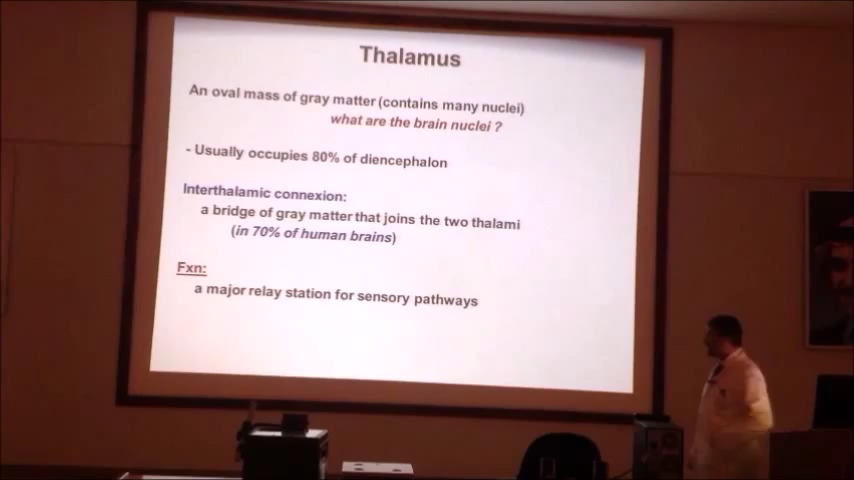 Thalamus
An oval mass of gray matter (contains many nuclei)
what are the brain nuclei ?
- Usually occupies 80% of diencephalon
Interthalamic connexion:
a bridge of gray matter that joins the two thalami
(in 70% of human brains)
Fxn:
a major relay station for sensory pathways